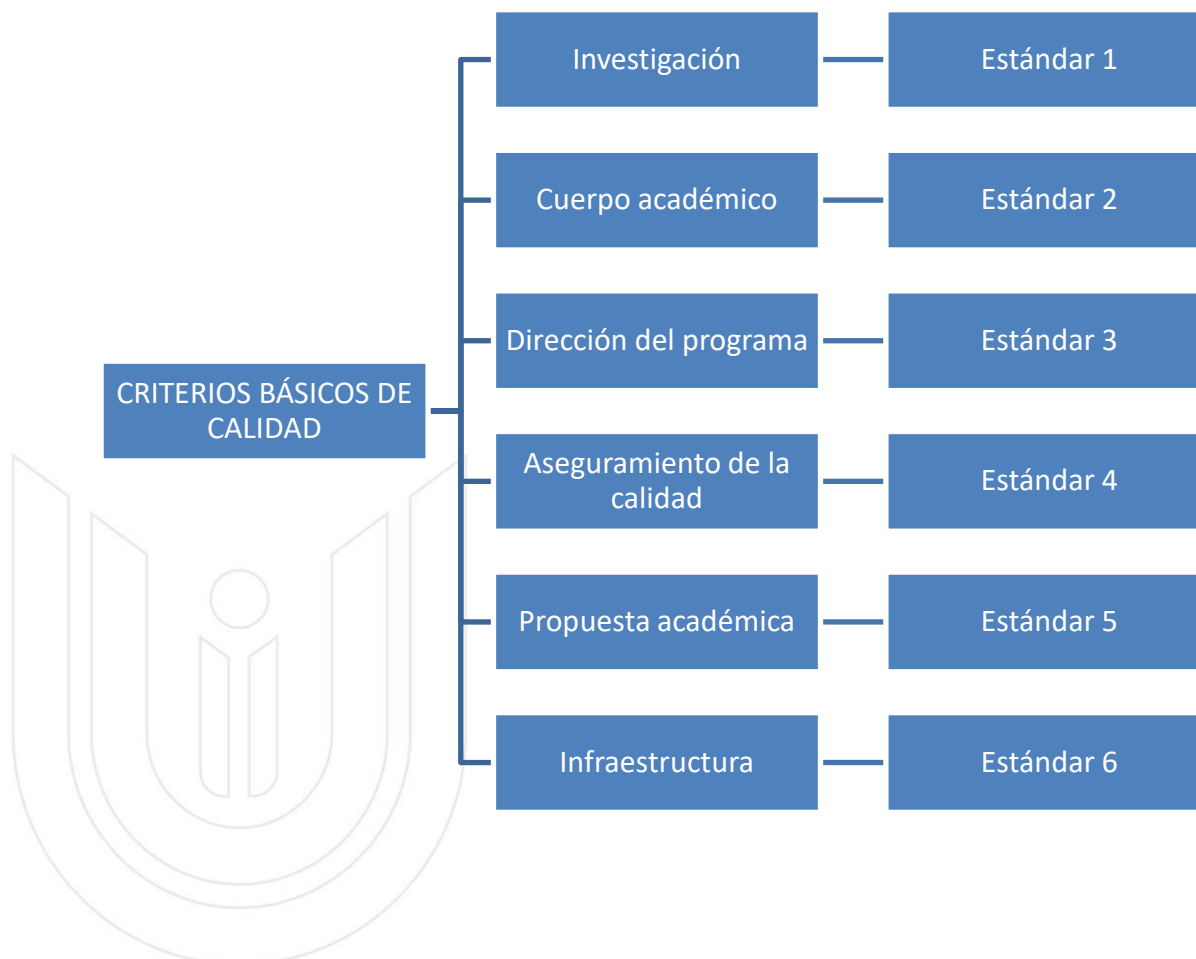 Investigación
Estándar 1
Cuerpo académico
Estándar 2
Dirección del programa
Estándar 3
CRITERIOS BÁSICOS DE
CALIDAD
Aseguramiento de la
calidad
Estándar 4
Propuesta académica
Estándar 5
Infraestructura
Estándar 6